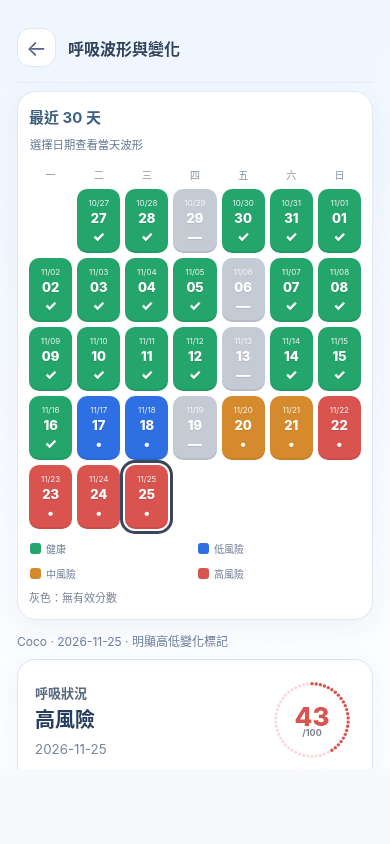 呼吸波形與變化
最近 30 天
選擇日期查看當天波形
一 二 三 四 五 六 日
10/27 10/28 10/29 10/30 10/31 11/01
27 28 29 30 31 01
11/02 11/03 11/04 11/05 11/06 11/07 11/08
02 03 04 05 06 07 08
11/09 11/10 11/11 11/12 11/13 11/14 11/15
09 10 11 12 13 14 15
11/16 11/17 11/18 11/19 11/20 11/21 11/22
16 17 18 19 20 21 22
11/23 11/24 11/25
23 24 25
健康 低風險
中風險 高風險
灰色：無有效分數
Coco · 2026-11-25 · 明顯高低變化標記
呼吸狀況
高風險
2026-11-25
43
/100